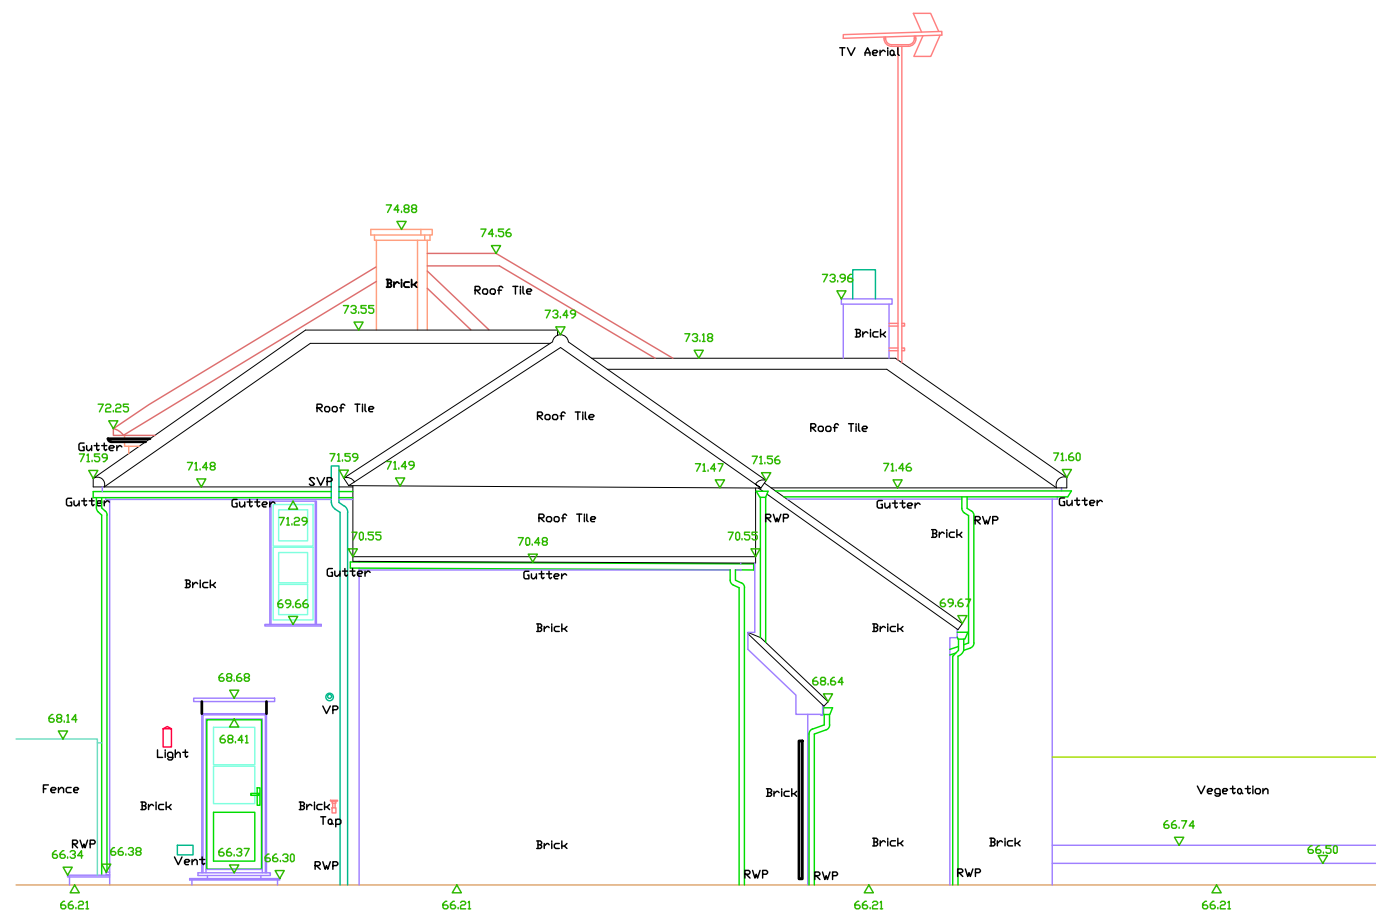 TV Aerial
74.88
74.56
73.96
Brick
Roof Tile
73.55
73.49
Brick
73.18
72.25
Roof Tile
Roof Tile
Roof Tile
Gutter
71.59
71.48
71.59
71.49
71.47
71.56
71.46
71.60
SVP
Gutter
Gutter
Gutter
Gutter
71.29
Roof Tile
RWP
RWP
Brick
70.55
70.48
70.55
Gutter
Gutter
Brick
69.66
69.67
Brick
Brick
68.68
68.64
VP
68.14
68.41
Light
Fence
Brick
Brick
Tap
Brick
Vegetation
66.74
RWP
66.34
66.38
Vent
66.37
66.30
RWP
Brick
Brick
Brick
66.50
RWP
RWP
RWP
66.21
66.21
66.21
66.21